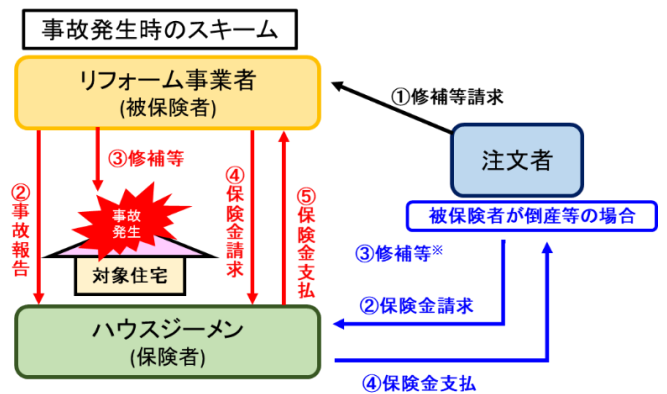 事故発生時のスキーム
リフォーム事業者
(被保険者)
①修補等請求
注文者
被保険者が倒産等の場合
②事故報告
③修補等
④保険金請求
⑤保険金支払
事故
発生
対象住宅
③修補等※
②保険金請求
ハウスジーメン
(保険者)
④保険金支払